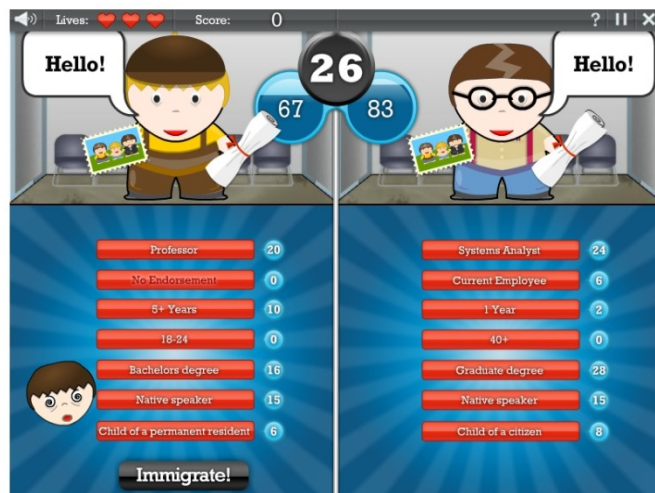 Lives: Score: 0 ? X
Hello!
26
Hello!
67
83
Professor 20
No Endorsement 0
5+ Years 10
18-24 0
Bachelors degree 16
Native speaker 15
Child of a permanent resident 6
Immigrate!
Systems Analyst 24
Current Employee 6
1 Year 2
40+ 0
Graduate degree 28
Native speaker 15
Child of a citizen 8